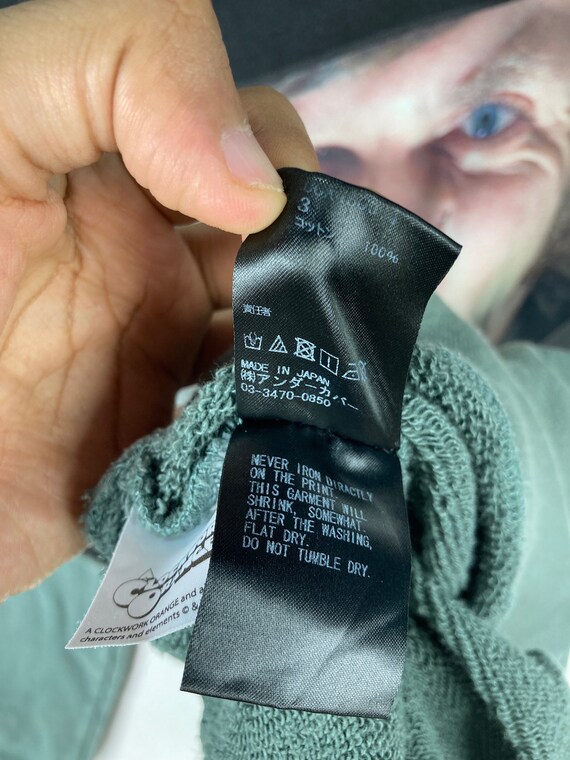 3
コットン 100%
責任者
MADE IN JAPAN
㈱アンダーカバー
03-3470-0850
NEVER IRON DIRACTLY
ON THE PRINT.
THIS GARMENT WILL
SHRINK, SOMEWHAT.
AFTER THE WASHING,
FLAT DRY.
DO NOT TUMBLE DRY.
A CLOCKWORK ORANGE and a
characters and elements © &